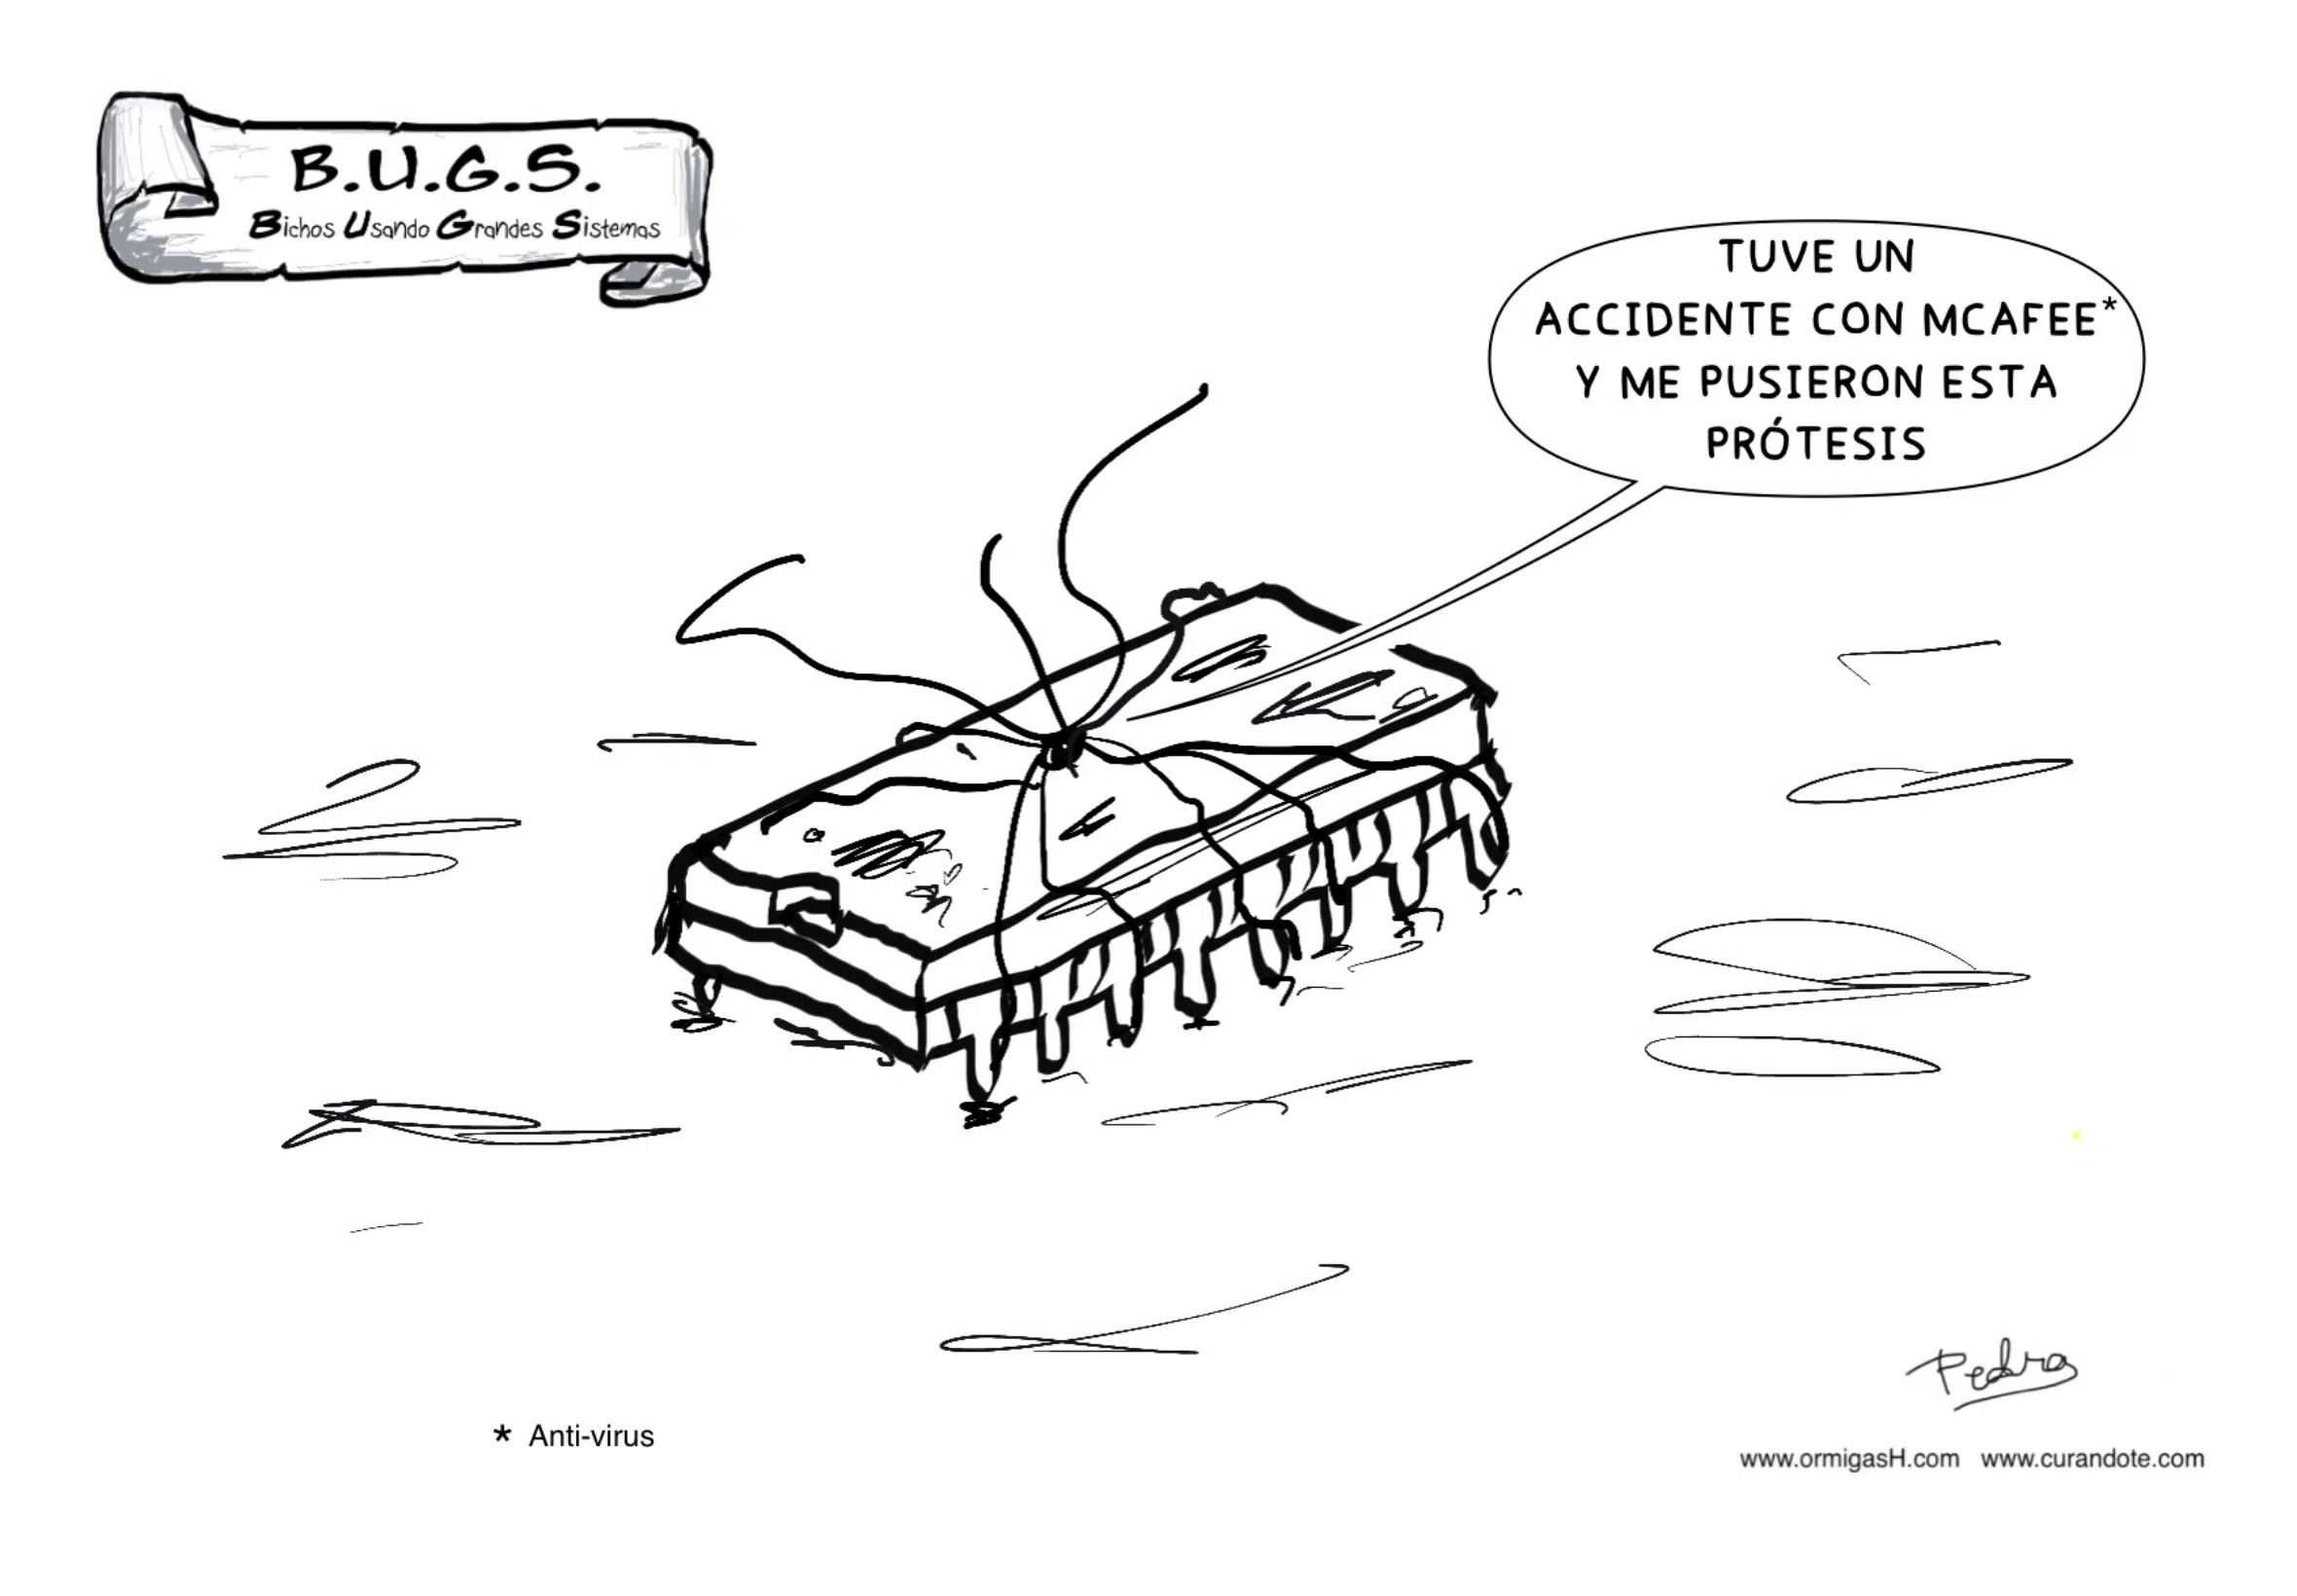 B.U.G.S.
Bichos Usando Grandes Sistemas
TUVE UN
ACCIDENTE CON MCAFEE*
Y ME PUSIERON ESTA
PRÓTESIS
Pedro
* Anti-virus
www.ormigasH.com www.curandote.com